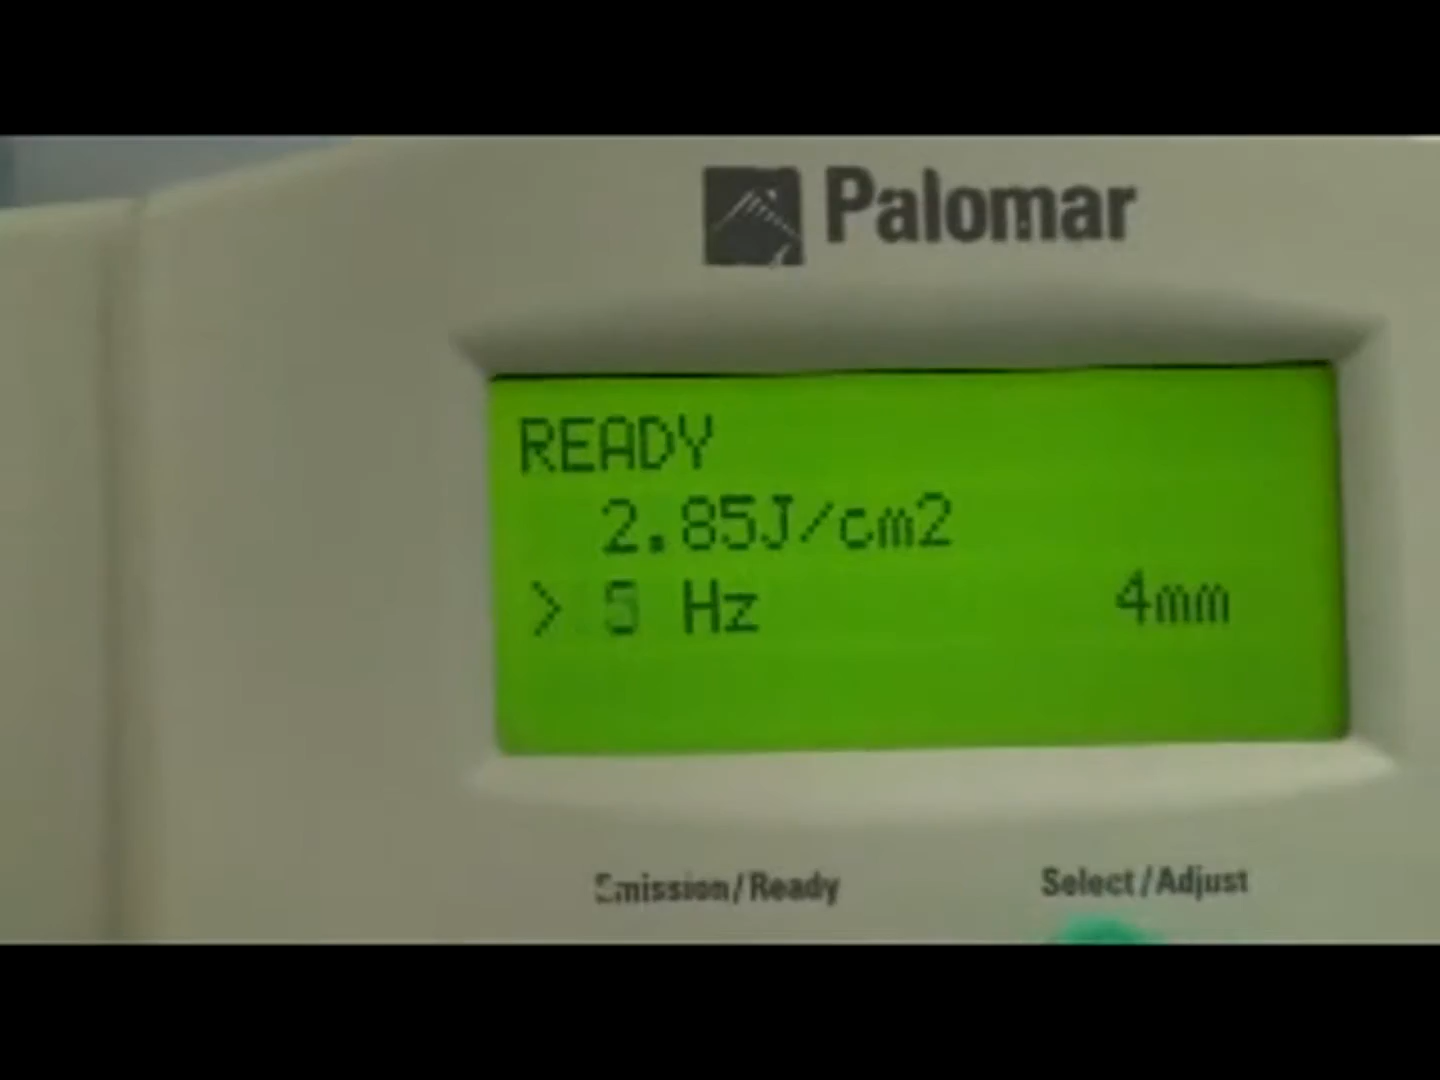 Palomar
READY
2.85J/cm2
> 5 Hz 4mm
Emission/Ready
Select/Adjust